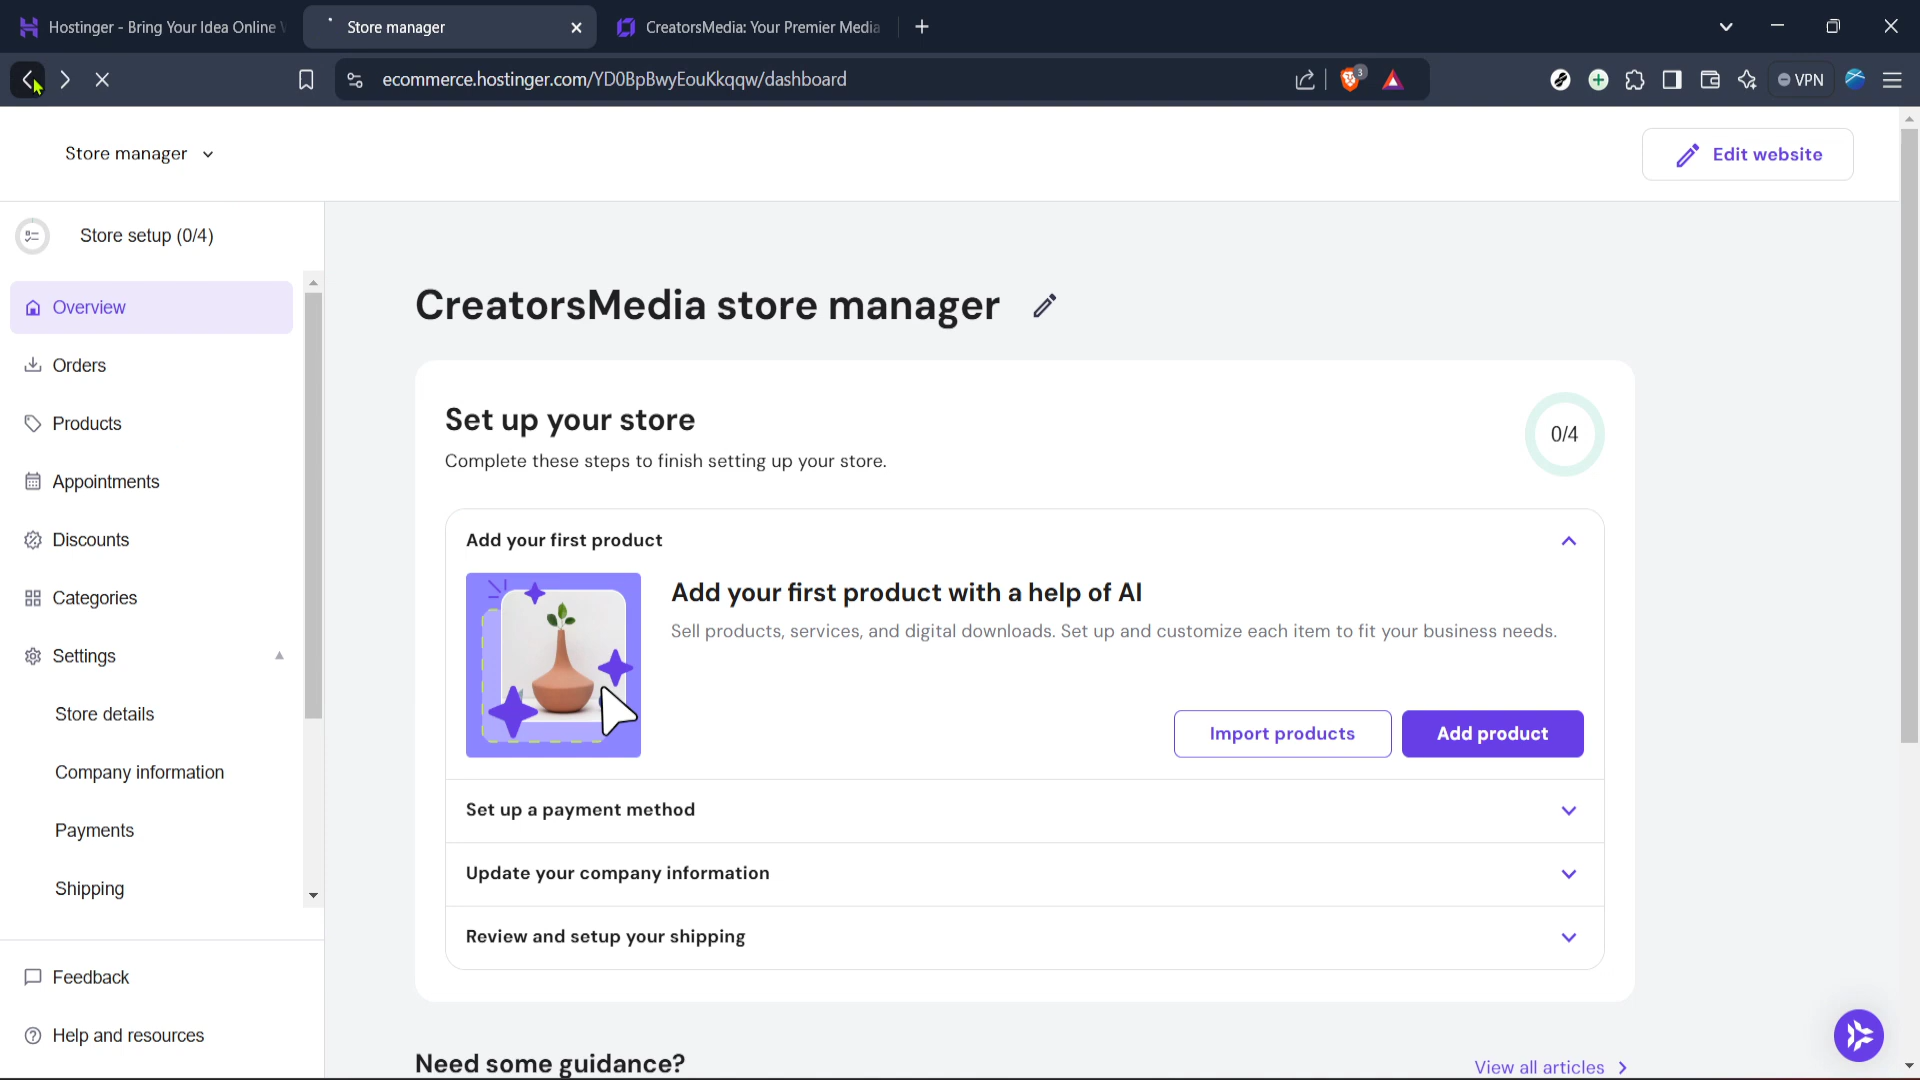 Hostinger - Bring Your Idea Online
Store manager
CreatorsMedia: Your Premier Media
ecommerce.hostinger.com/YD0BpBwyEouKkqqw/dashboard
3
VPN
Store manager
Edit website
Store setup (0/4)
Overview
Orders
Products
Appointments
Discounts
Categories
Settings
Store details
Company information
Payments
Shipping
Feedback
Help and resources
CreatorsMedia store manager
Set up your store
Complete these steps to finish setting up your store.
0/4
Add your first product
Add your first product with a help of AI
Sell products, services, and digital downloads. Set up and customize each item to fit your business needs.
Import products
Add product
Set up a payment method
Update your company information
Review and setup your shipping
Need some guidance?
View all articles